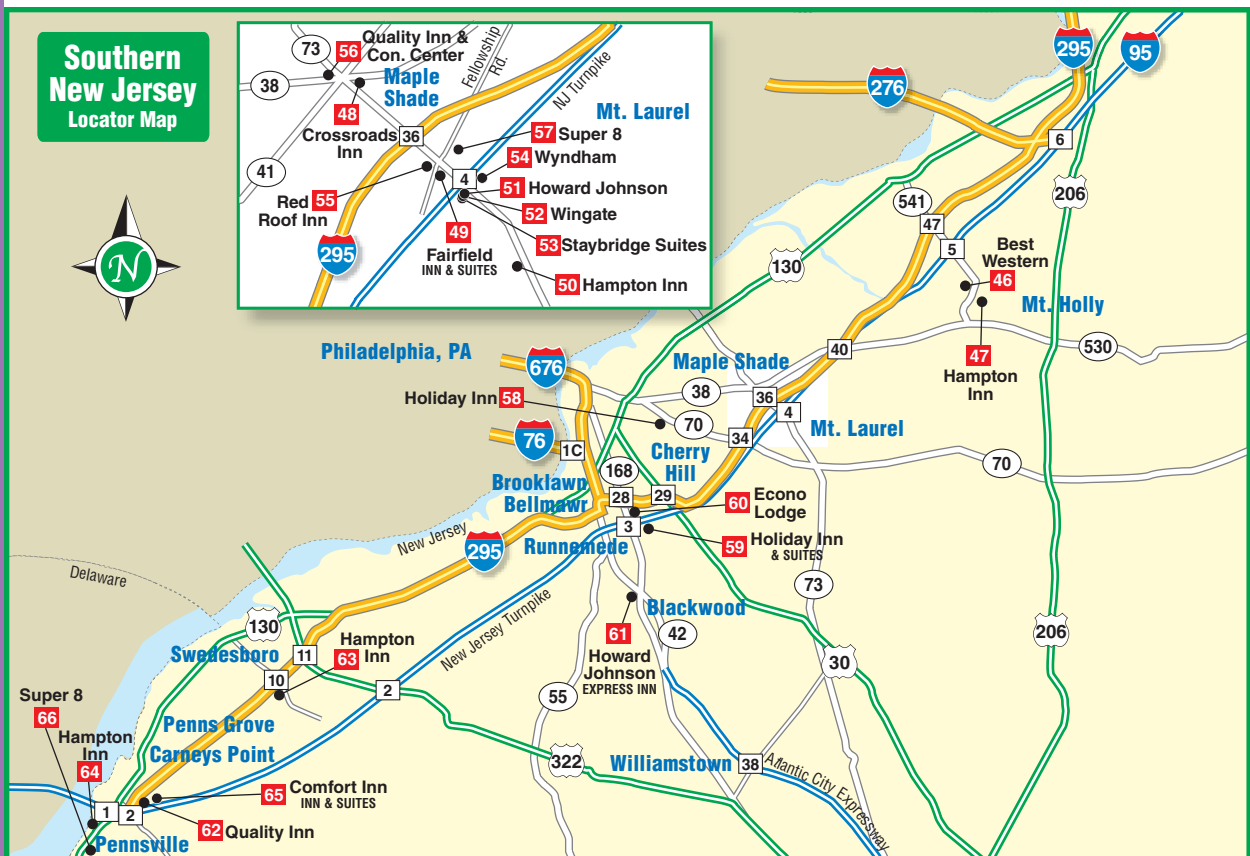 Southern
New Jersey
Locator Map
N
73
56
Quality Inn &
Con. Center
38
Maple
Shade
Fellowship
Rd.
NJ Turnpike
48
Crossroads
Inn
36
41
Mt. Laurel
57 Super 8
54 Wyndham
4
51 Howard Johnson
52 Wingate
53 Staybridge Suites
Red
Roof Inn
55
49
Fairfield
INN & SUITES
295
50 Hampton Inn
295
95
276
6
206
541
47
5
Best
Western
46
Mt. Holly
130
40
530
47
Hampton
Inn
Philadelphia, PA
676
Maple Shade
38
36
4
Holiday Inn 58
70
34
Mt. Laurel
76
1C
Cherry
Hill
70
168
Brooklawn
Bellmawr
28
29
60
Econo
Lodge
3
Runnemede
59
Holiday Inn
& SUITES
New Jersey
295
Delaware
73
New Jersey Turnpike
Blackwood
61
Howard
Johnson
EXPRESS INN
42
206
130
Hampton
Inn
63
Swedesboro
11
10
2
30
55
Super 8
66
Penns Grove
Hampton
Inn
64
Carneys Point
322
Williamstown
38
Atlantic City Expressway
65
Comfort Inn
INN & SUITES
1
2
62 Quality Inn
Pennsville